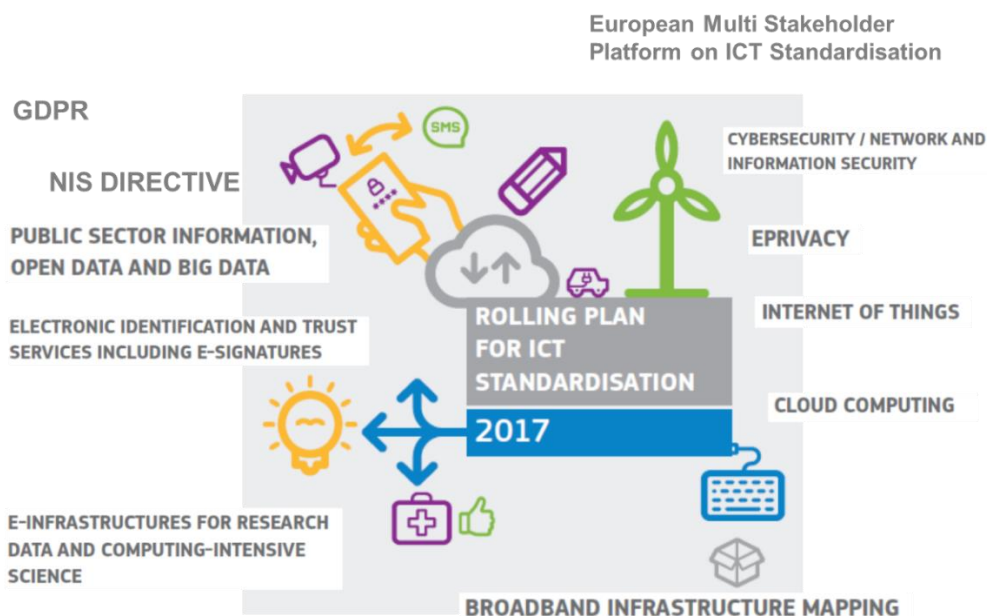 European Multi Stakeholder
Platform on ICT Standardisation
GDPR
NIS DIRECTIVE
SMS
CYBERSECURITY / NETWORK AND
INFORMATION SECURITY
PUBLIC SECTOR INFORMATION,
OPEN DATA AND BIG DATA
EPRIVACY
ELECTRONIC IDENTIFICATION AND TRUST
SERVICES INCLUDING E-SIGNATURES
ROLLING PLAN
FOR ICT
STANDARDISATION
2017
INTERNET OF THINGS
CLOUD COMPUTING
E-INFRASTRUCTURES FOR RESEARCH
DATA AND COMPUTING-INTENSIVE
SCIENCE
BROADBAND INFRASTRUCTURE MAPPING